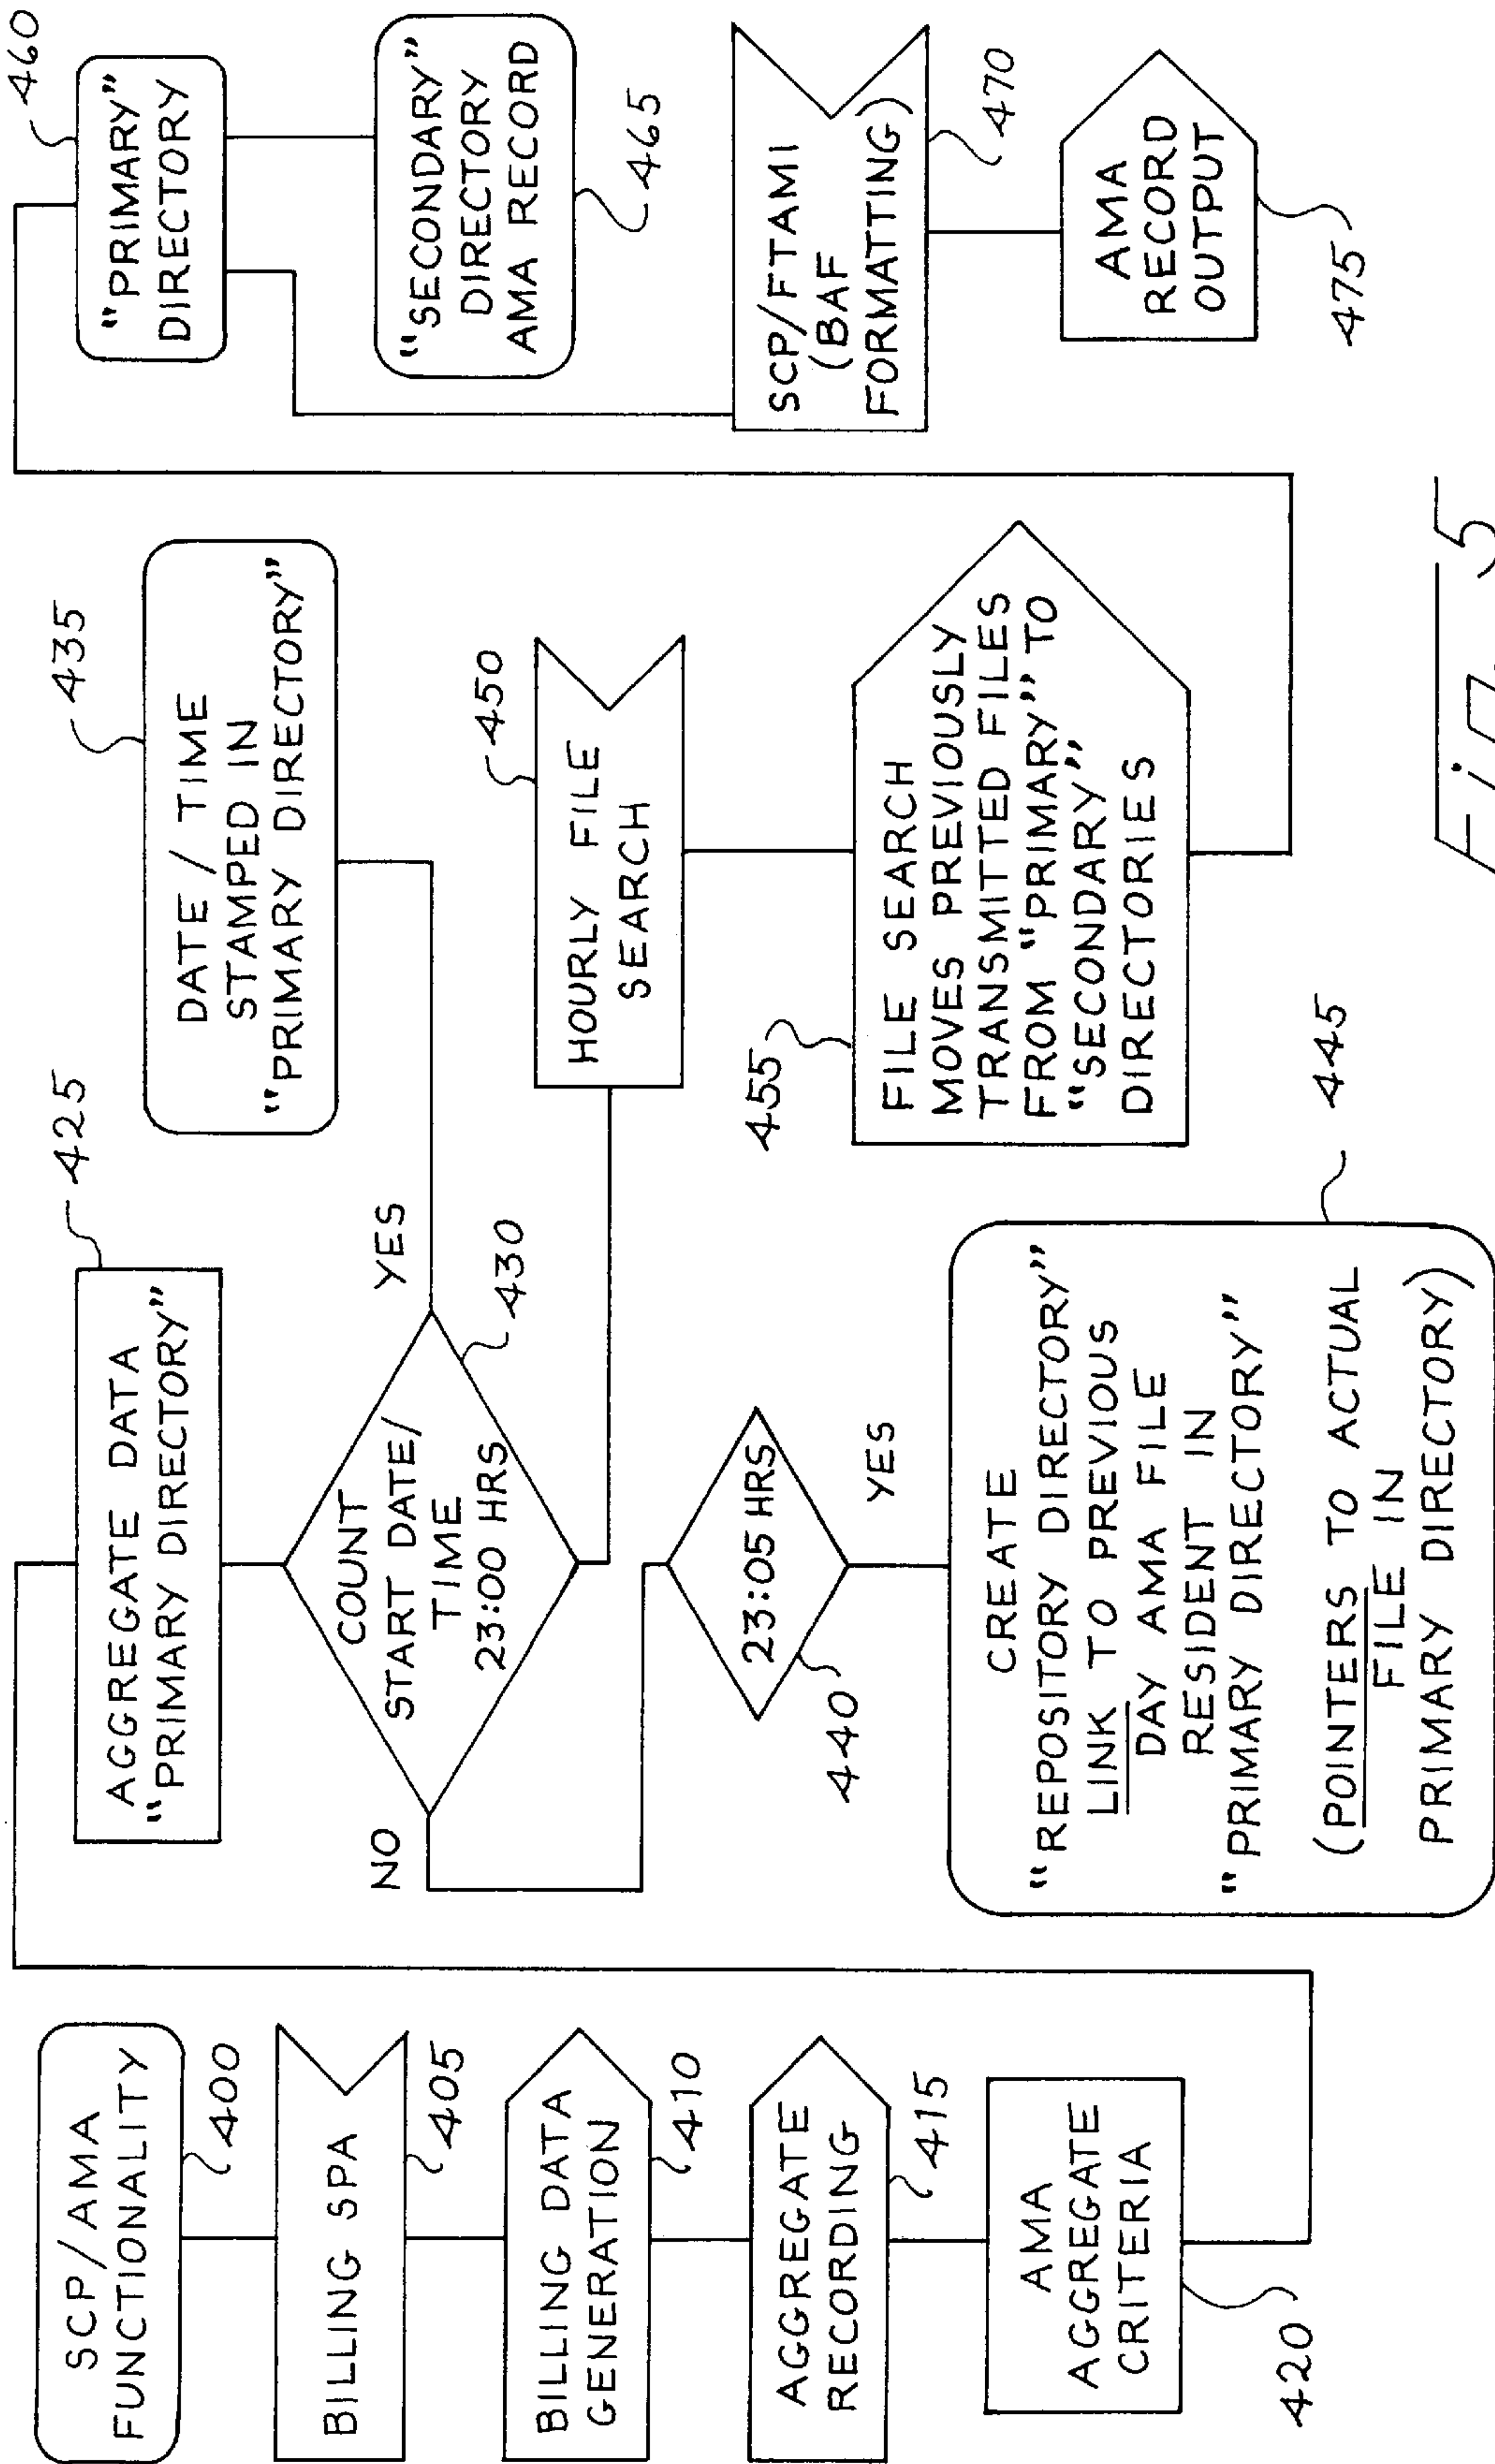 SCP/AMA
FUNCTIONALITY
400
BILLING SPA
405
BILLING DATA
GENERATION
410
AGGREGATE
RECORDING
415
AMA
AGGREGATE
CRITERIA
420
AGGREGATE DATA
"PRIMARY DIRECTORY"
425
COUNT
START DATE/
TIME
23:00 HRS
430
YES
NO
DATE / TIME
STAMPED IN
"PRIMARY DIRECTORY"
435
23:05 HRS
440
YES
CREATE
"REPOSITORY DIRECTORY"
LINK TO PREVIOUS
DAY AMA FILE
RESIDENT IN
"PRIMARY DIRECTORY"
(POINTERS TO ACTUAL
FILE IN
PRIMARY DIRECTORY)
445
HOURLY FILE
SEARCH
450
FILE SEARCH
MOVES PREVIOUSLY
TRANSMITTED FILES
FROM "PRIMARY" TO
"SECONDARY"
DIRECTORIES
455
"PRIMARY"
DIRECTORY
460
"SECONDARY"
DIRECTORY
AMA RECORD
465
SCP/FTAMI
(BAF
FORMATTING)
470
AMA
RECORD
OUTPUT
475
Fig. 5